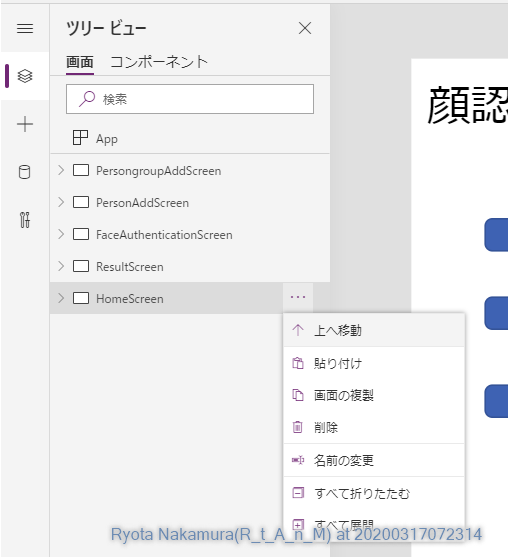 ツリー ビュー
画面 コンポーネント
検索
App
PersongroupAddScreen
PersonAddScreen
FaceAuthenticationScreen
ResultScreen
HomeScreen
顔認
上へ移動
貼り付け
画面の複製
削除
名前の変更
すべて折りたたむ
すべて展開
Ryota Nakamura(R_t_A_n_M) at 20200317072314